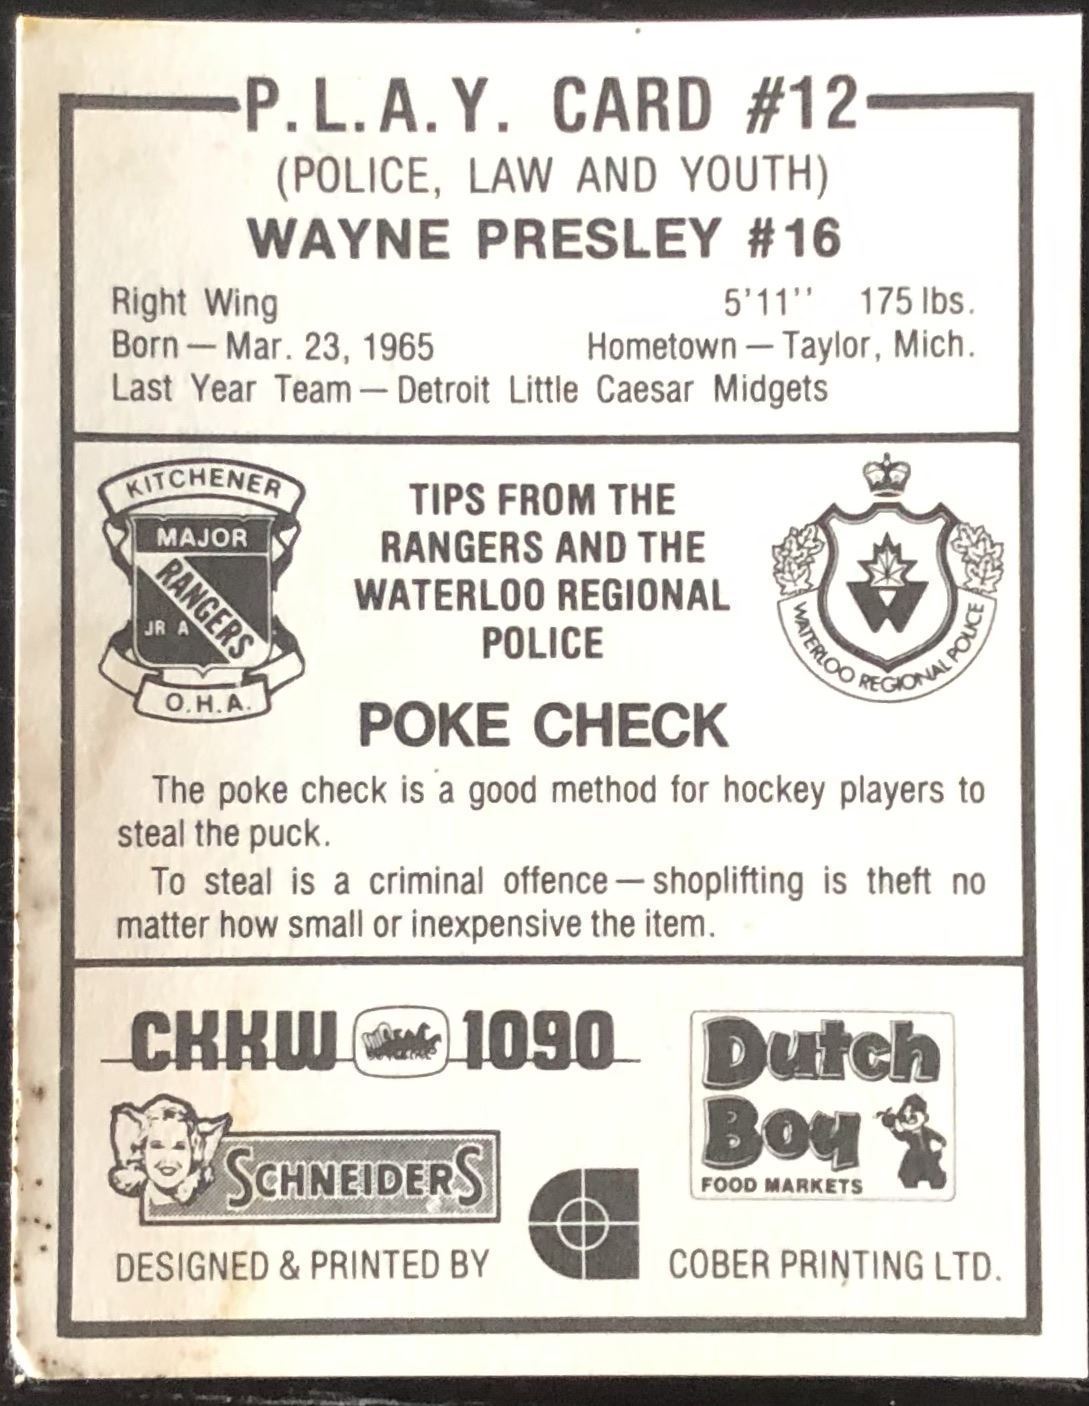 P.L.A.Y. CARD #12
(POLICE, LAW AND YOUTH)
WAYNE PRESLEY #16
Right Wing 5'11'' 175 lbs.
Born — Mar. 23, 1965 Hometown — Taylor, Mich.
Last Year Team — Detroit Little Caesar Midgets
KITCHENER
MAJOR
RANGERS
JR A
O.H.A.
TIPS FROM THE
RANGERS AND THE
WATERLOO REGIONAL
POLICE
W
WATERLOO REGIONAL POLICE
POKE CHECK
The poke check is a good method for hockey players to
steal the puck.
To steal is a criminal offence — shoplifting is theft no
matter how small or inexpensive the item.
CKKW 1090
Dutch
Boy
FOOD MARKETS
SCHNEIDERS
DESIGNED & PRINTED BY COBER PRINTING LTD.